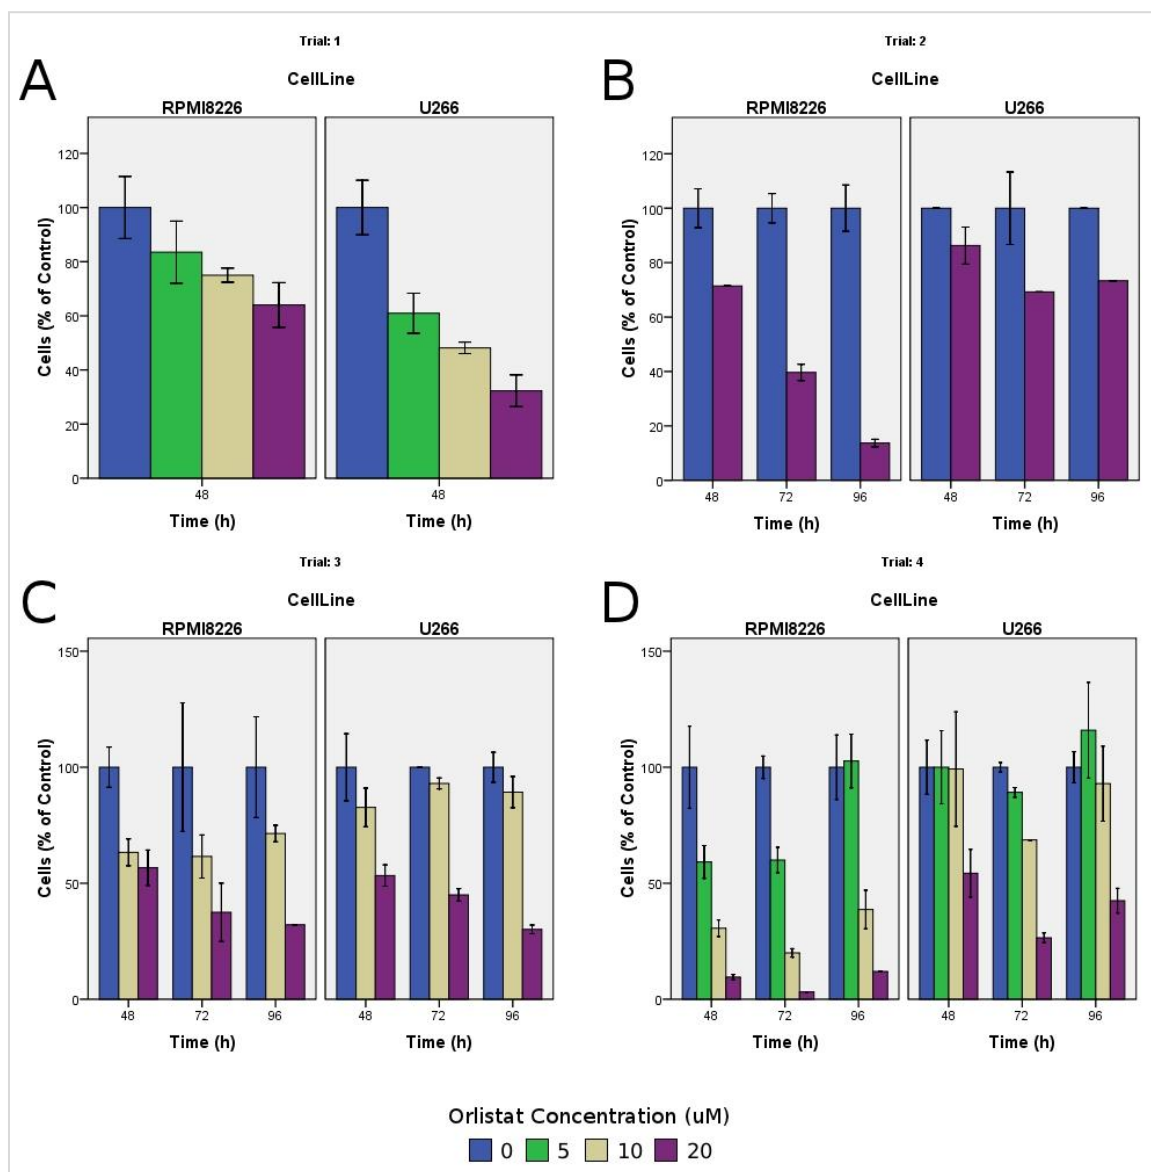 Trial: 1
A
CellLine
RPMI8226
U266
120
100
80
60
40
20
0
Cells (% of Control)
48
48
Time (h)
Time (h)
Trial: 2
B
CellLine
RPMI8226
U266
120
100
80
60
40
20
0
Cells (% of Control)
48
72
96
48
72
96
Time (h)
Time (h)
Trial: 3
C
CellLine
RPMI8226
U266
150
100
50
0
Cells (% of Control)
48
72
96
48
72
96
Time (h)
Time (h)
Trial: 4
D
CellLine
RPMI8226
U266
150
100
50
0
Cells (% of Control)
48
72
96
48
72
96
Time (h)
Time (h)
Orlistat Concentration (uM)
0 5 10 20